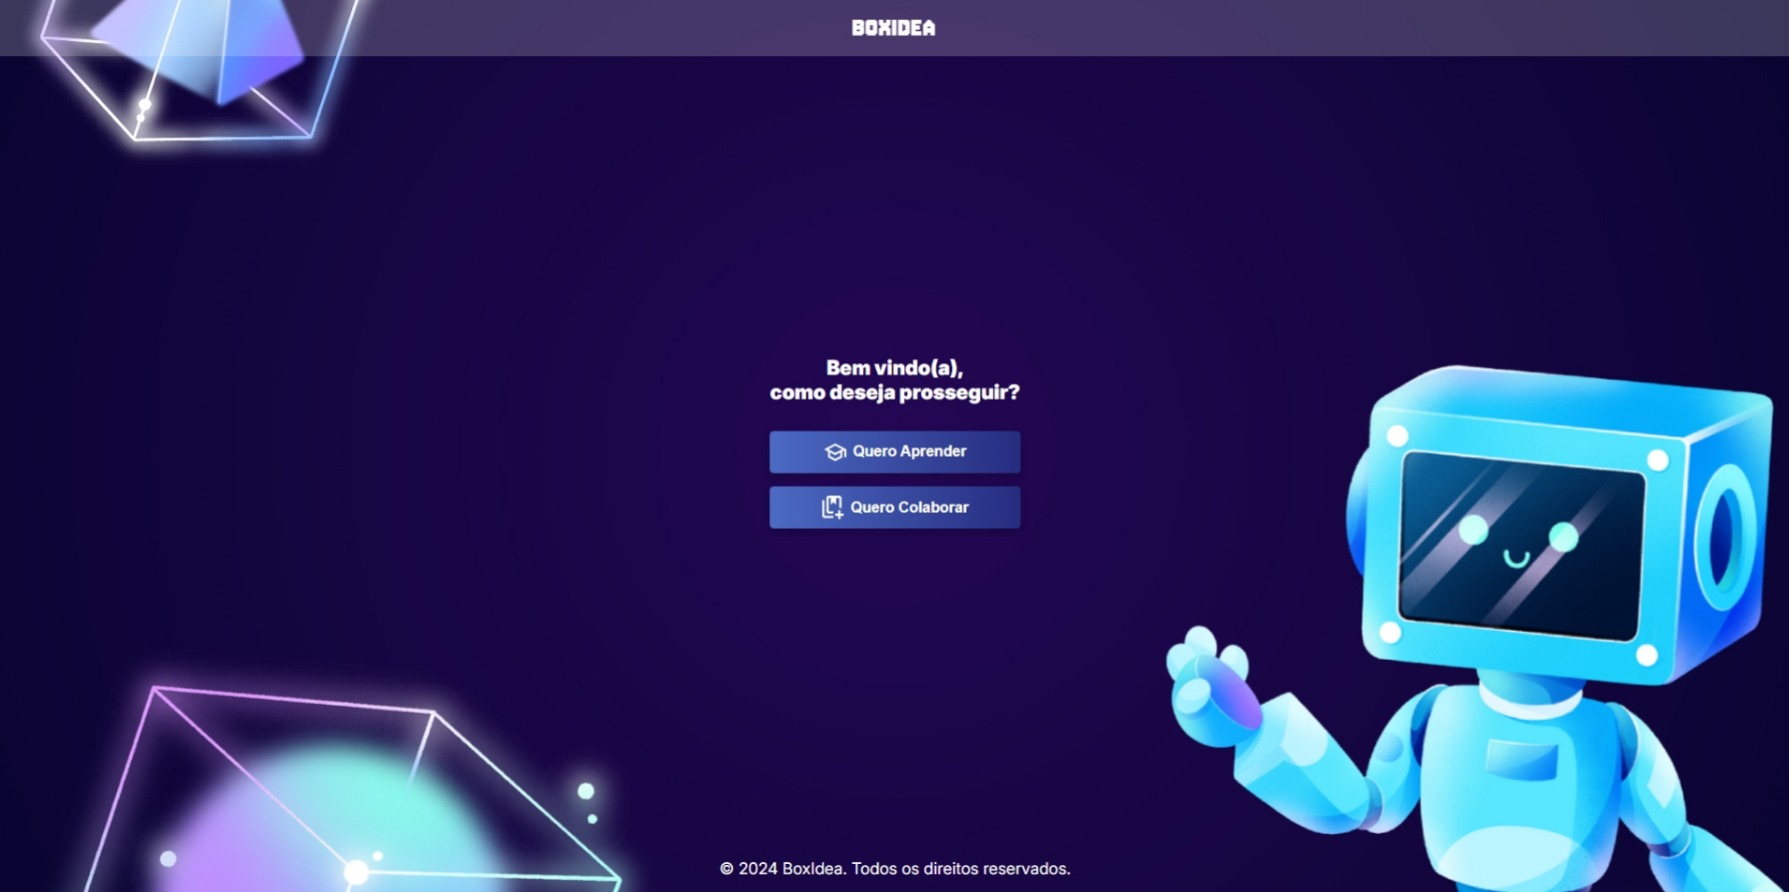 BOXIDEA
Bem vindo(a),
como deseja prosseguir?
Quero Aprender
Quero Colaborar
© 2024 BoxIdea. Todos os direitos reservados.